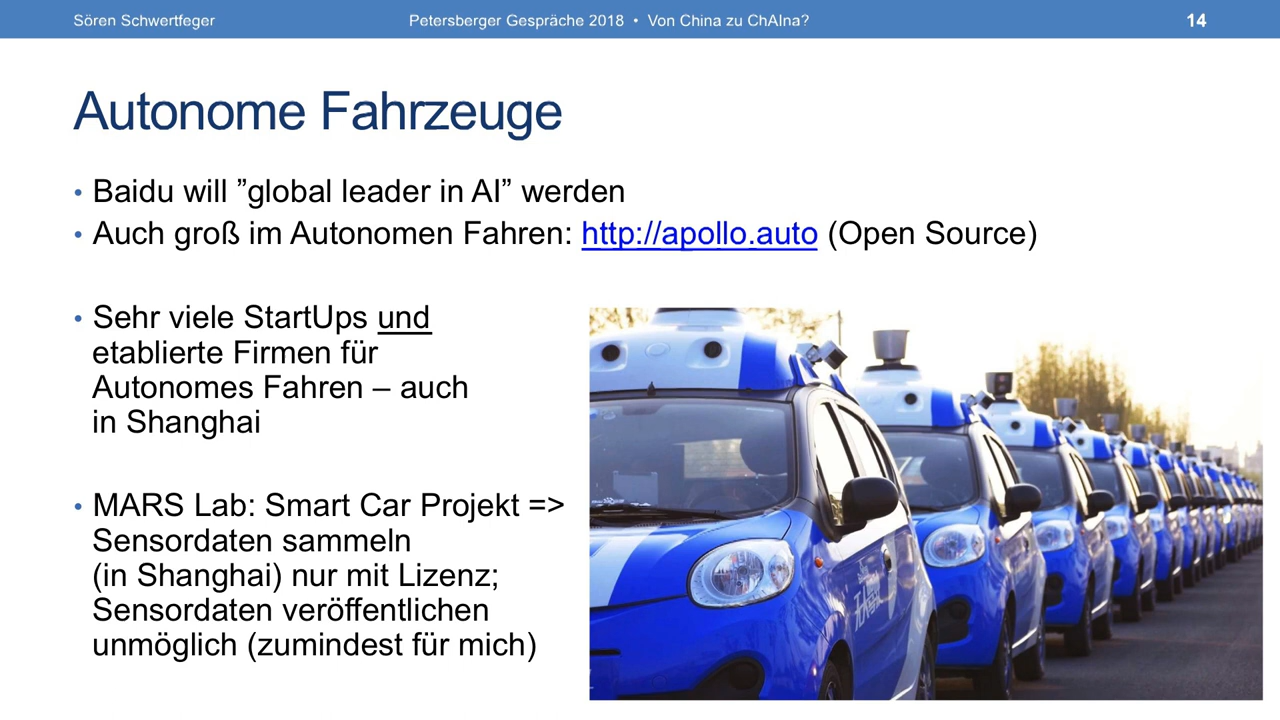 Sören Schwertfeger
Petersberger Gespräche 2018 • Von China zu ChAIna?
14
Autonome Fahrzeuge
• Baidu will ”global leader in AI” werden
• Auch groß im Autonomen Fahren: http://apollo.auto (Open Source)
• Sehr viele StartUps und
etablierte Firmen für
Autonomes Fahren – auch
in Shanghai
• MARS Lab: Smart Car Projekt =>
Sensordaten sammeln
(in Shanghai) nur mit Lizenz;
Sensordaten veröffentlichen
unmöglich (zumindest für mich)